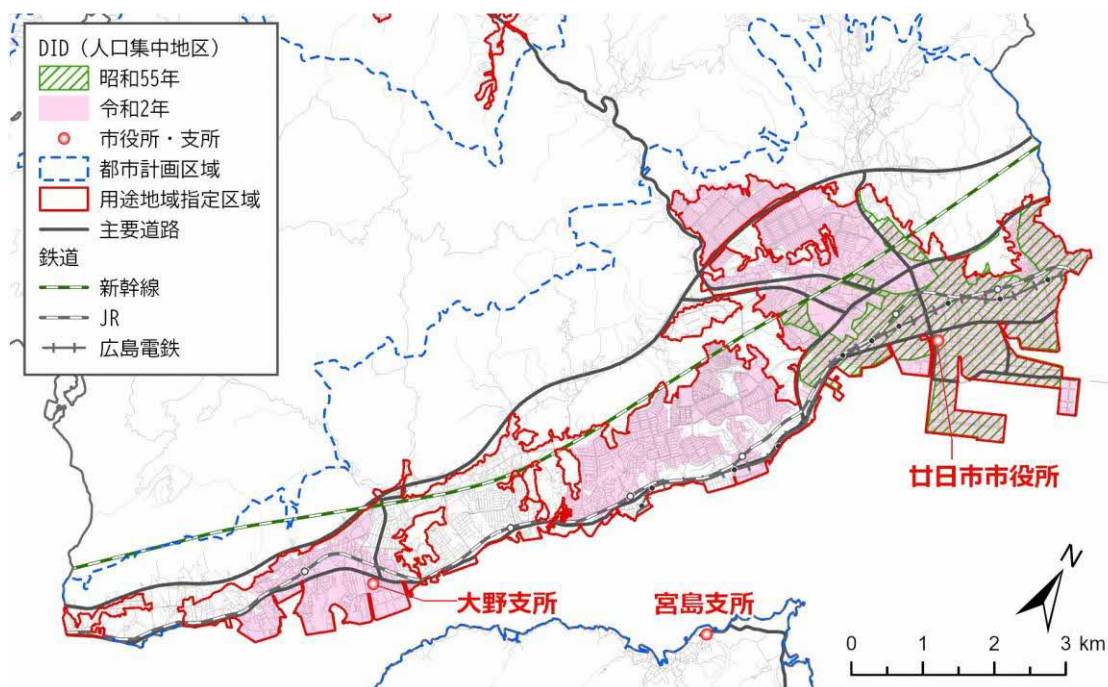 DID（人口集中地区）
昭和55年
令和2年
市役所・支所
都市計画区域
用途地域指定区域
主要道路
鉄道
新幹線
JR
広島電鉄
廿日市市役所
大野支所
宮島支所
N
0 1 2 3 km